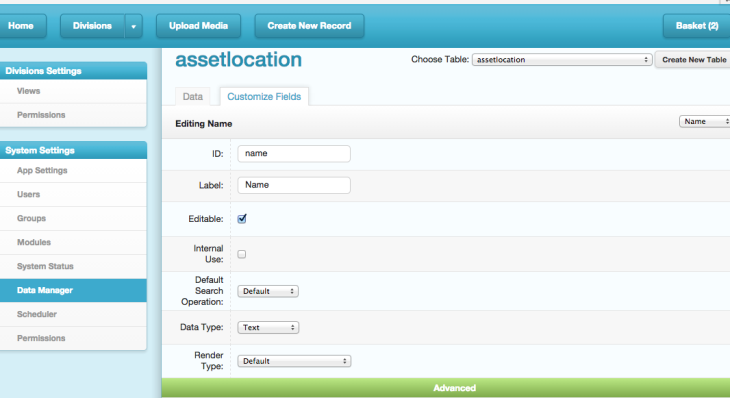 Home
Divisions
Upload Media
Create New Record
Basket (2)
Divisions Settings
Views
Permissions
System Settings
App Settings
Users
Groups
Modules
System Status
Data Manager
Scheduler
Permissions
assetlocation
Choose Table: assetlocation
Create New Table
Data
Customize Fields
Editing Name
Name
ID: name
Label: Name
Editable:
Internal
Use:
Default
Search
Operation:
Default
Data Type: Text
Render
Type:
Default
Advanced